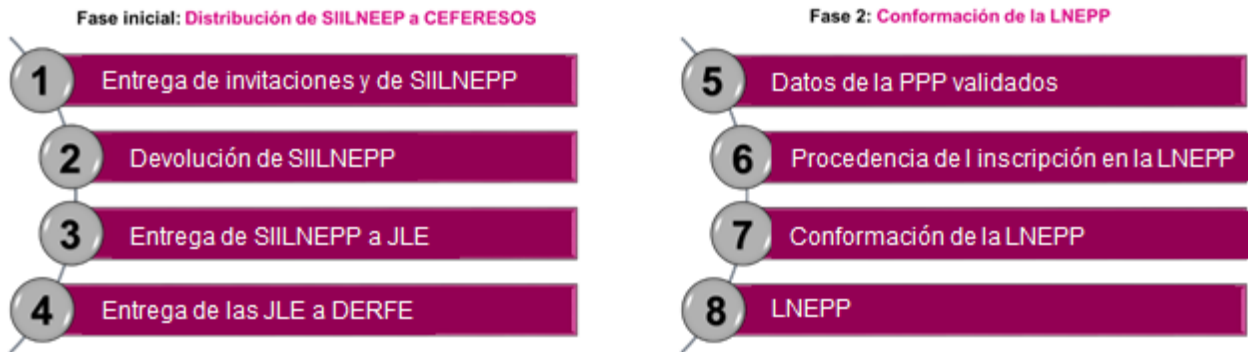 Fase inicial: Distribución de SIILNEEP a CEFERESOS
1 Entrega de invitaciones y de SIILNEPP
2 Devolución de SIILNEPP
3 Entrega de SIILNEPP a JLE
4 Entrega de las JLE a DERFE
Fase 2: Conformación de la LNEPP
5 Datos de la PPP validados
6 Procedencia de l inscripción en la LNEPP
7 Conformación de la LNEPP
8 LNEPP